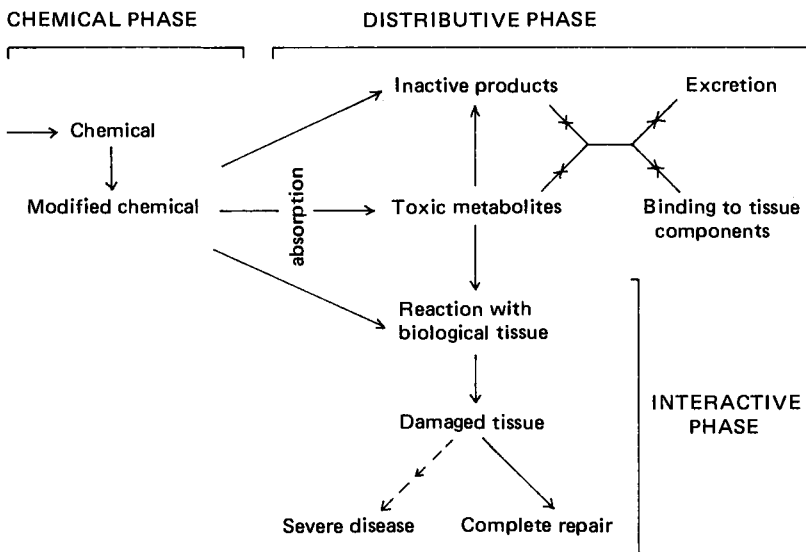 CHEMICAL PHASE
DISTRIBUTIVE PHASE
Inactive products
Excretion
Chemical
Modified chemical
absorption
Toxic metabolites
Binding to tissue
components
Reaction with
biological tissue
INTERACTIVE
PHASE
Damaged tissue
Severe disease
Complete repair